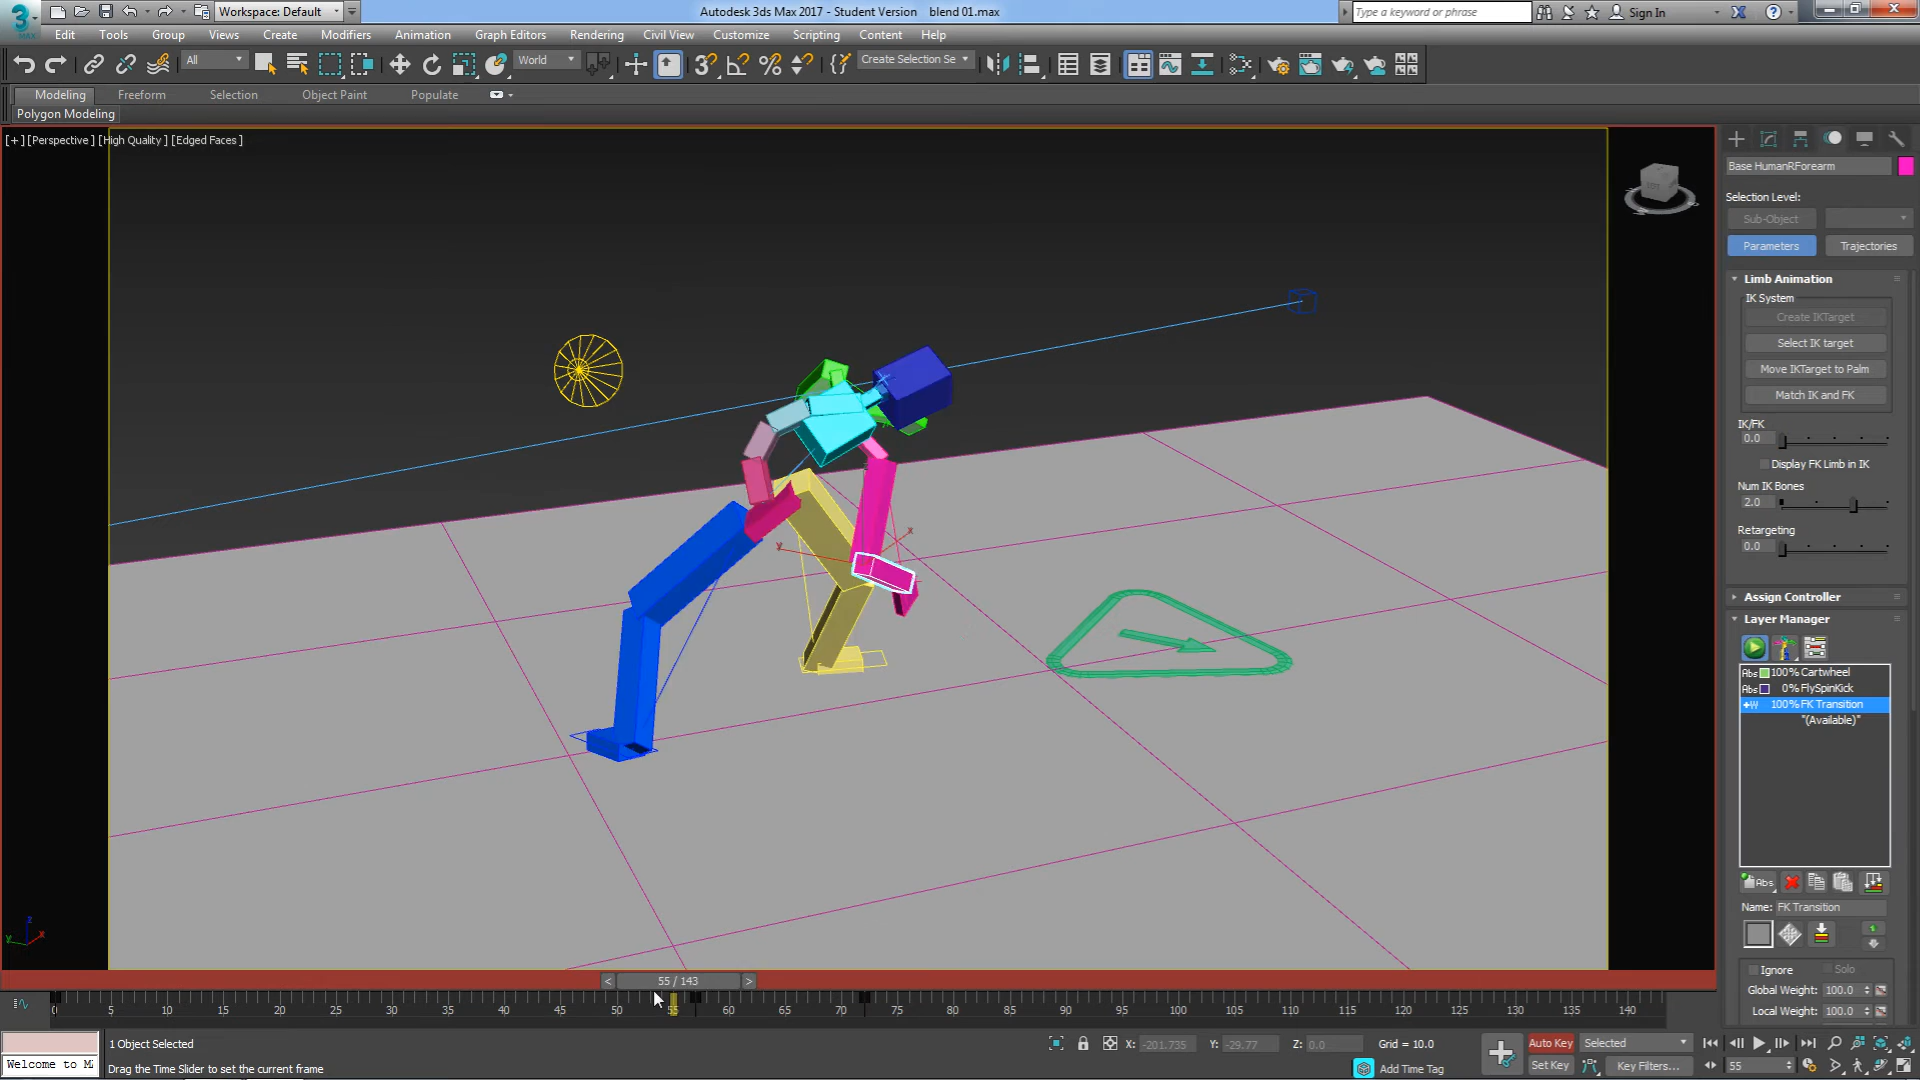 Workspace: Default
Autodesk 3ds Max 2017 - Student Version    blend 01.max
Type a keyword or phrase
Sign In
MAX
Edit Tools Group Views Create Modifiers Animation Graph Editors Rendering Civil View Customize Scripting Content Help
All
World
Create Selection Se
Modeling Freeform Selection Object Paint Populate
Polygon Modeling
[+] [Perspective] [High Quality] [Edged Faces]
Base HumanRForearm
Selection Level:
Sub-Object
Parameters Trajectories
Limb Animation
IK System
Create IKTarget
Select IK target
Move IKTarget to Palm
Match IK and FK
IK/FK
0.0
Display FK Limb in IK
Num IK Bones
2.0
Retargeting
0.0
Assign Controller
Layer Manager
Abs 100% Cartwheel
Abs 0% FlySpinKick
100% FK Transition
"(Available)"
Abs
Name: FK Transition
Ignore Solo
Global Weight: 100.0
Local Weight: 100.0
x
y
z
y x
< 55 / 143 >
0 5 10 15 20 25 30 35 40 45 50 55 60 65 70 75 80 85 90 95 100 105 110 115 120 125 130 135 140
1 Object Selected
X: -201.735 Y: -29.77 Z: 0.0 Grid = 10.0
Auto Key Selected
Welcome to M
Drag the Time Slider to set the current frame
Add Time Tag
Set Key Key Filters...
55